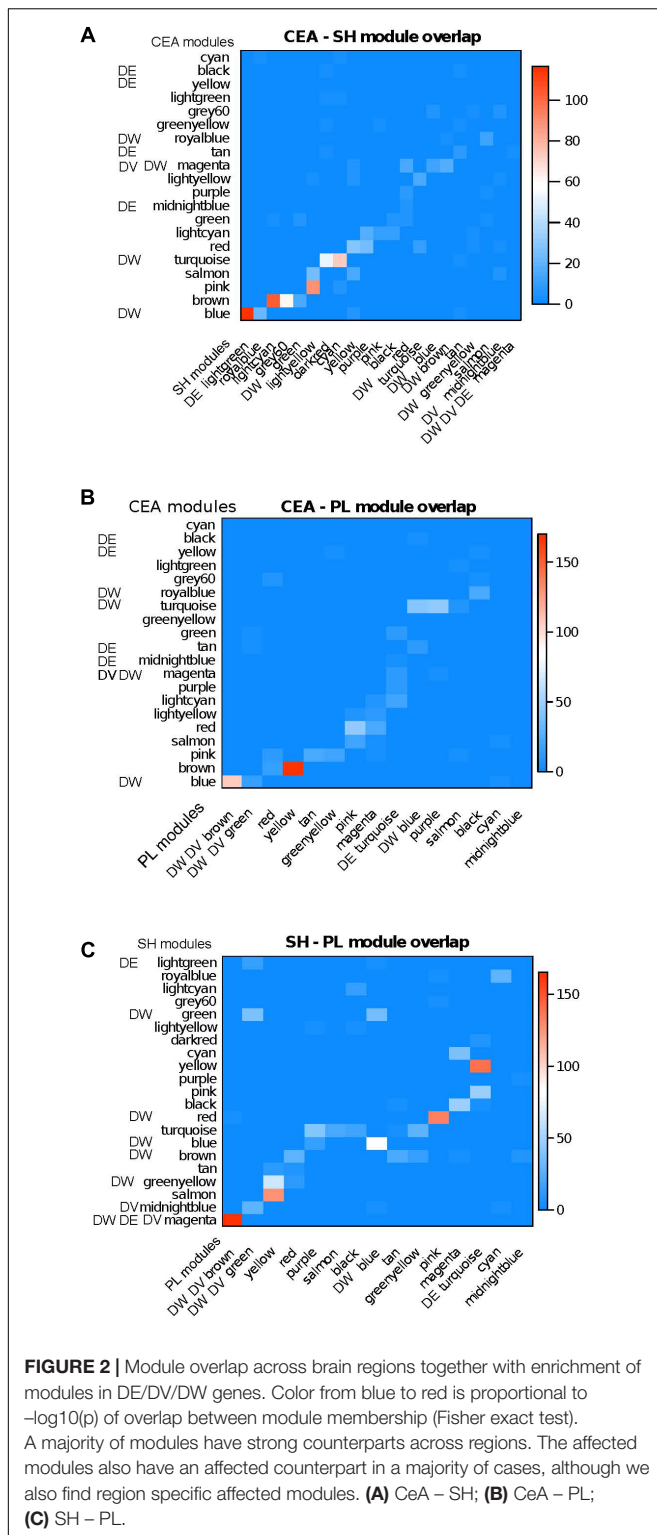 A
CEA modules
CEA - SH module overlap
cyan
DE black
DE yellow
lightgreen
grey60
greenyellow
DW royalblue
DE tan
DV DW magenta
lightyellow
purple
DE midnightblue
green
lightcyan
red
DW turquoise
salmon
pink
brown
DW blue
100
80
60
40
20
0
SH modules
DE lightgreen
royalblue
lightcyan
grey60
DW green
lightyellow
darkred
cyan
yellow
purple
pink
black
DW red
turquoise
DW blue
DW brown
tan
DW greenyellow
salmon
DV midnightblue
DW DV DE magenta
B
CEA modules
CEA - PL module overlap
cyan
DE black
DE yellow
lightgreen
grey60
DW royalblue
DW turquoise
greenyellow
green
DE tan
DE midnightblue
DV DW magenta
purple
lightcyan
lightyellow
red
salmon
pink
brown
DW blue
150
100
50
0
PL modules
DW DV brown
DW DV green
red
yellow
tan
greenyellow
pink
magenta
DE turquoise
DW blue
purple
salmon
black
cyan
midnightblue
C
SH modules
SH - PL module overlap
DE lightgreen
royalblue
lightcyan
grey60
DW green
lightyellow
darkred
cyan
yellow
purple
pink
black
DW red
turquoise
DW blue
DW brown
tan
DW greenyellow
salmon
DV midnightblue
DW DE DV magenta
150
100
50
0
PL modules
DW DV brown
DW DV green
yellow
red
purple
salmon
black
DW blue
tan
greenyellow
pink
magenta
DE turquoise
cyan
midnightblue
FIGURE 2 | Module overlap across brain regions together with enrichment of
modules in DE/DV/DW genes. Color from blue to red is proportional to
–log10(p) of overlap between module membership (Fisher exact test).
A majority of modules have strong counterparts across regions. The affected
modules also have an affected counterpart in a majority of cases, although we
also find region specific affected modules. (A) CeA – SH; (B) CeA – PL;
(C) SH – PL.